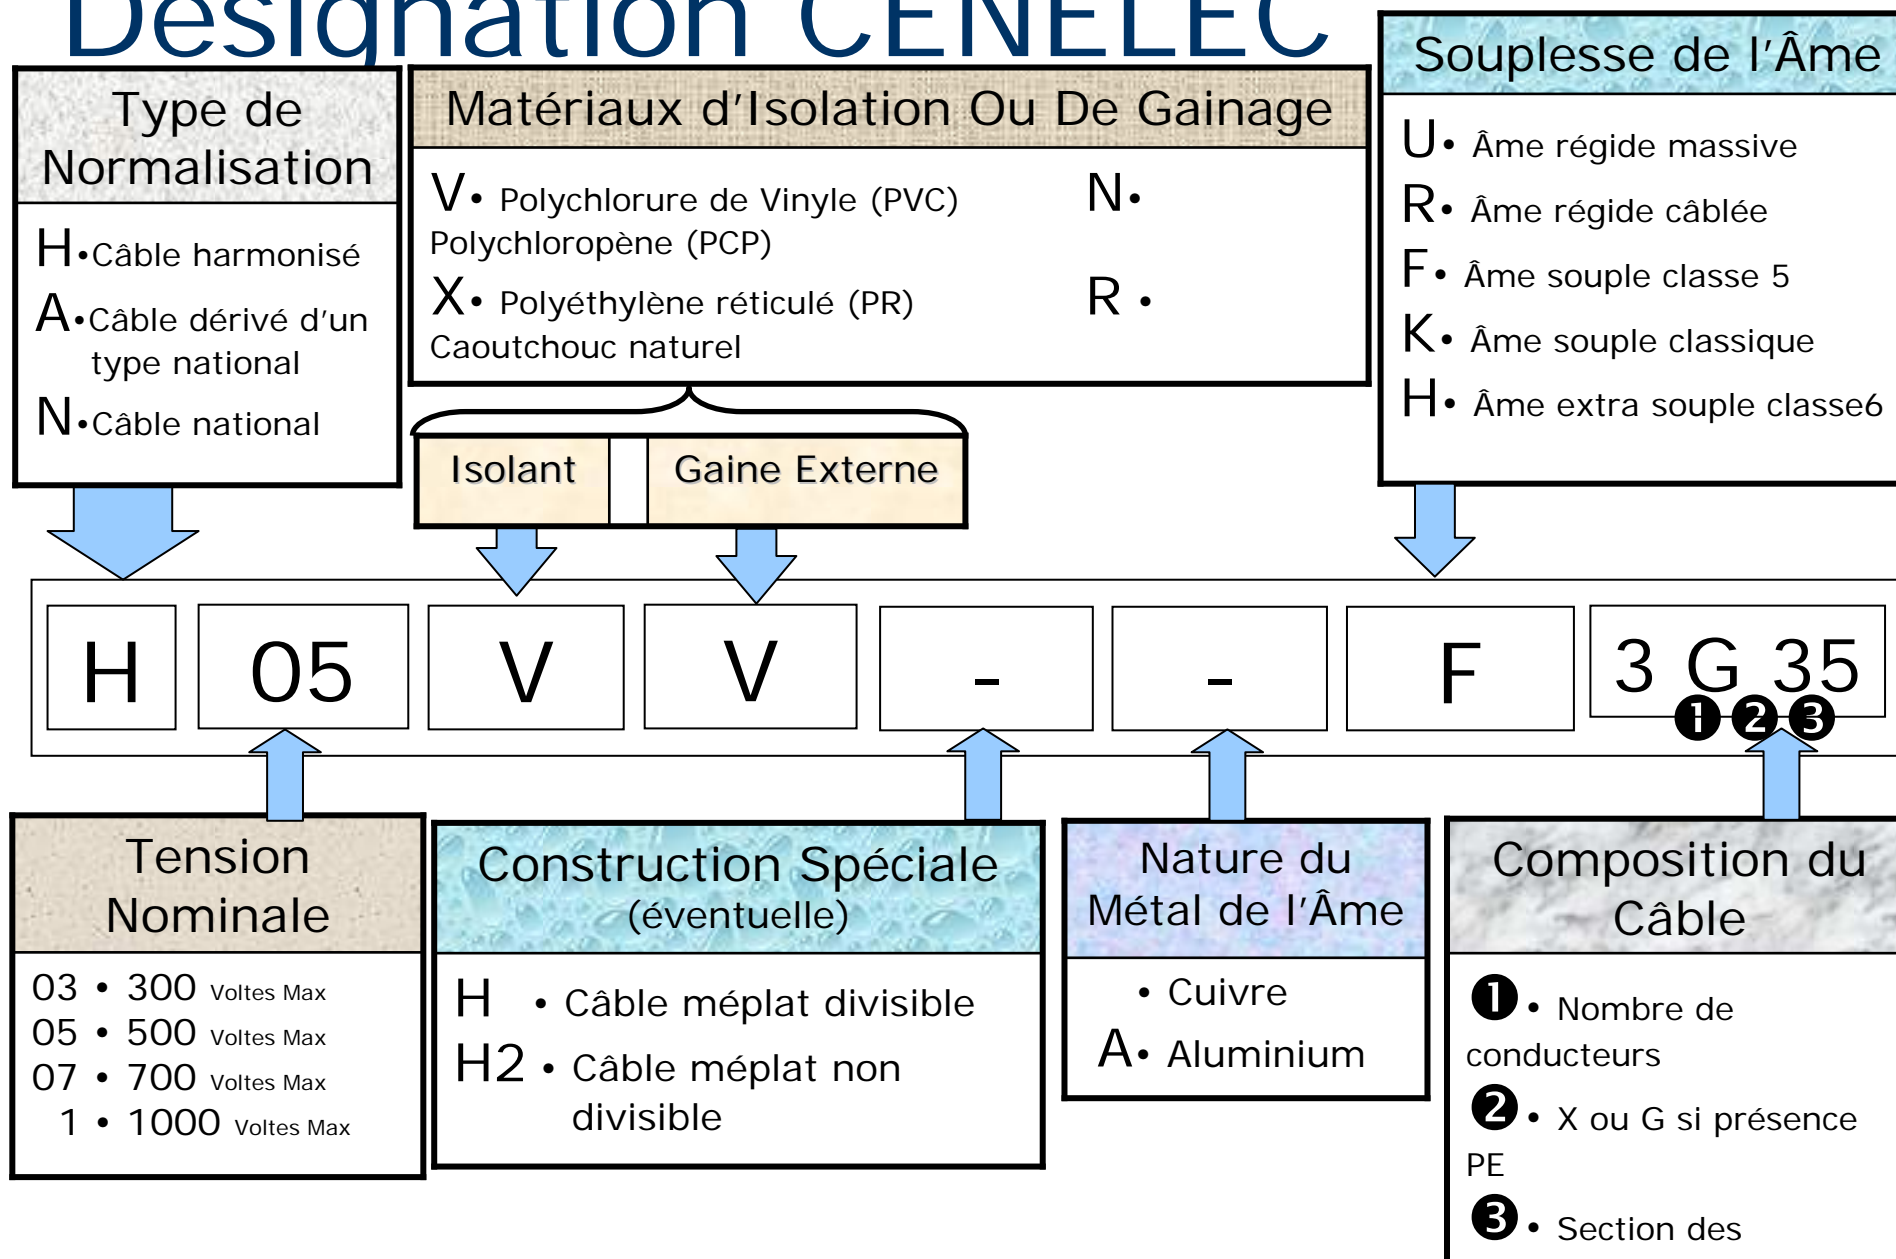 Désignation CENELEC
Type de
Normalisation
H•Câble harmonisé
A•Câble dérivé d'un
type national
N•Câble national
Matériaux d'Isolation Ou De Gainage
V• Polychlorure de Vinyle (PVC) N•
Polychloropène (PCP)
X• Polyéthylène réticulé (PR) R •
Caoutchouc naturel
Souplesse de l'Âme
U• Âme régide massive
R• Âme régide câblée
F• Âme souple classe 5
K• Âme souple classique
H• Âme extra souple classe6
Isolant Gaine Externe
H 05 V V - - F 3 G 35
❶ ❷ ❸
Tension
Nominale
03 • 300 Voltes Max
05 • 500 Voltes Max
07 • 700 Voltes Max
1 • 1000 Voltes Max
Construction Spéciale
(éventuelle)
H • Câble méplat divisible
H2 • Câble méplat non
divisible
Nature du
Métal de l'Âme
• Cuivre
A• Aluminium
Composition du
Câble
❶• Nombre de
conducteurs
❷• X ou G si présence
PE
❸• Section des